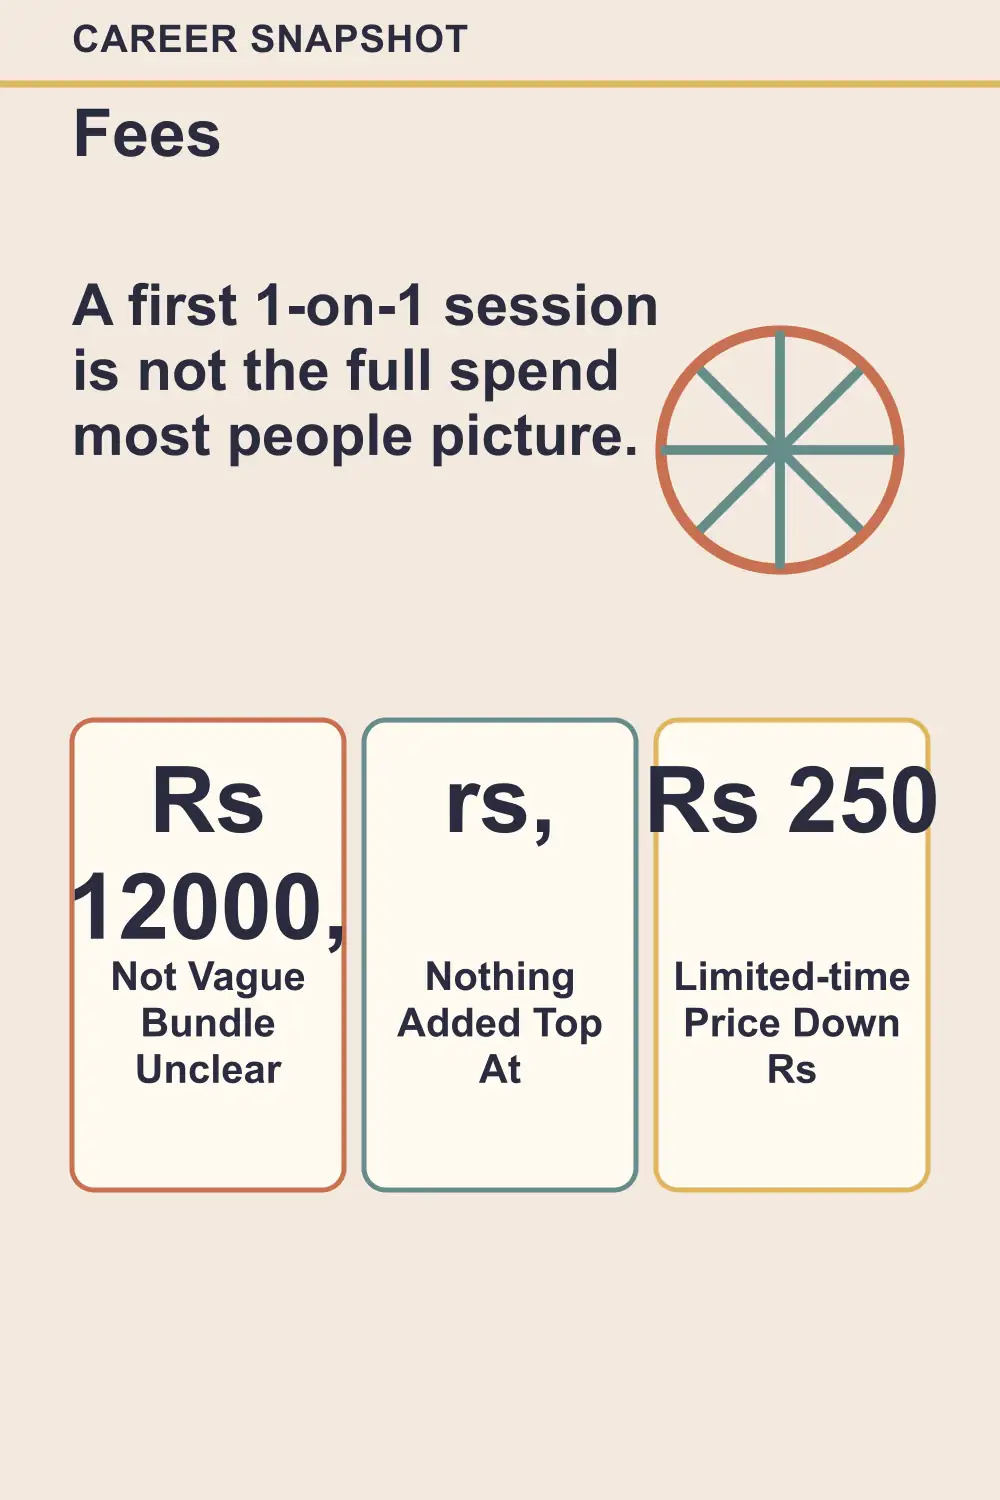 CAREER SNAPSHOT
Fees
A first 1-on-1 session
is not the full spend
most people picture.
Rs
12000,
Not Vague
Bundle
Unclear
rs,
Nothing
Added Top
At
Rs 250
Limited-time
Price Down
Rs